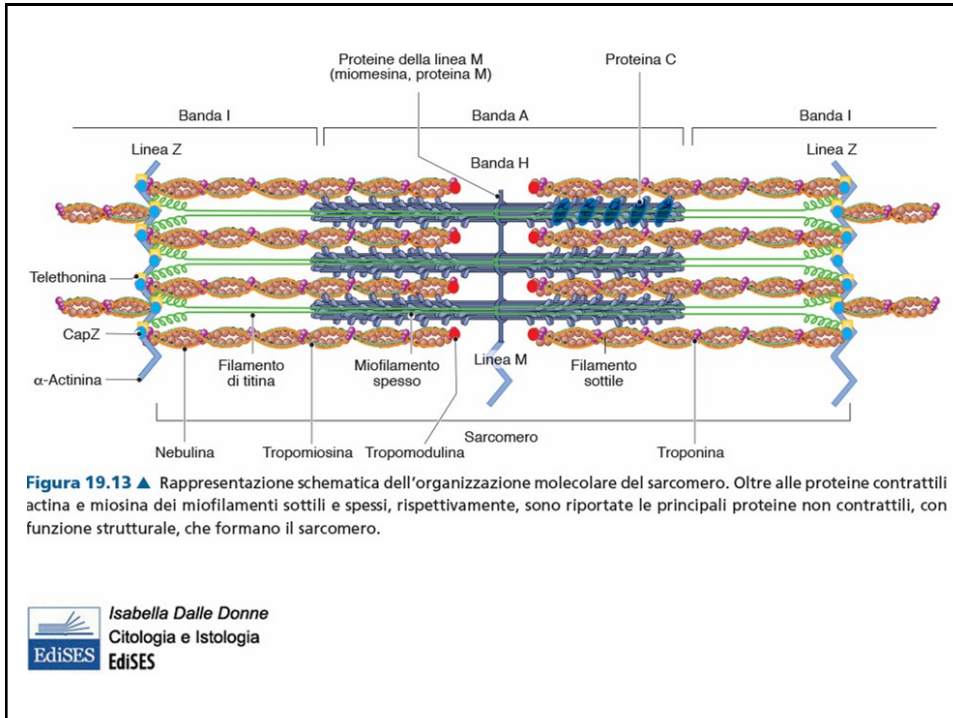 Proteine della linea M
(miomesina, proteina M)
Proteina C
Banda I
Banda A
Banda I
Linea Z
Banda H
Linea Z
Telethonina
CapZ
α-Actinina
Filamento
di titina
Miofilamento
spesso
Linea M
Filamento
sottile
Sarcomero
Nebulina
Tropomiosina
Tropomodulina
Troponina
Figura 19.13 ▲ Rappresentazione schematica dell'organizzazione molecolare del sarcomero. Oltre alle proteine contrattili
actina e miosina dei miofilamenti sottili e spessi, rispettivamente, sono riportate le principali proteine non contrattili, con
funzione strutturale, che formano il sarcomero.
EdiSES
Isabella Dalle Donne
Citologia e Istologia
EdiSES